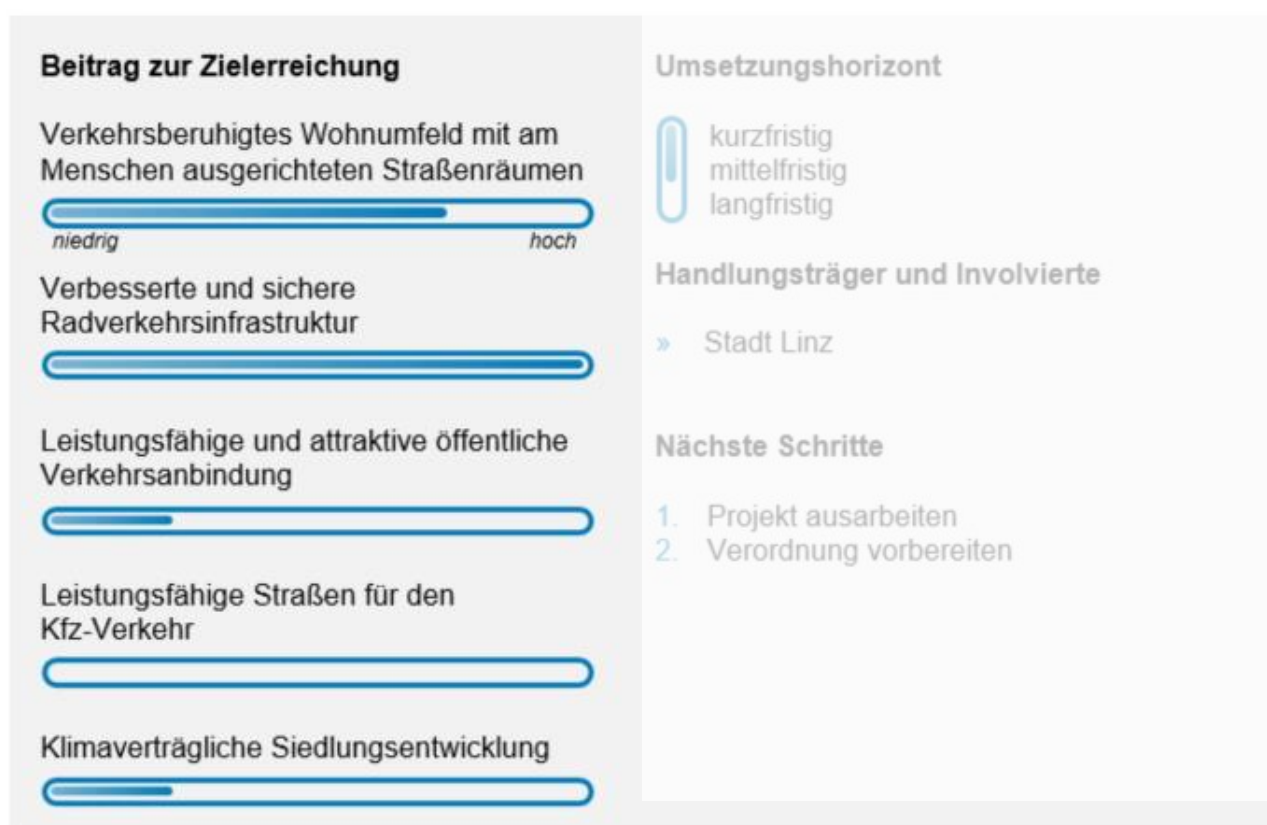 Beitrag zur Zielerreichung
Verkehrsberuhigtes Wohnumfeld mit am
Menschen ausgerichteten Straßenräumen
niedrig hoch
Verbesserte und sichere
Radverkehrsinfrastruktur
Leistungsfähige und attraktive öffentliche
Verkehrsanbindung
Leistungsfähige Straßen für den
Kfz-Verkehr
Klimaverträgliche Siedlungsentwicklung
Umsetzungshorizont
kurzfristig
mittelfristig
langfristig
Handlungsträger und Involvierte
» Stadt Linz
Nächste Schritte
1. Projekt ausarbeiten
2. Verordnung vorbereiten